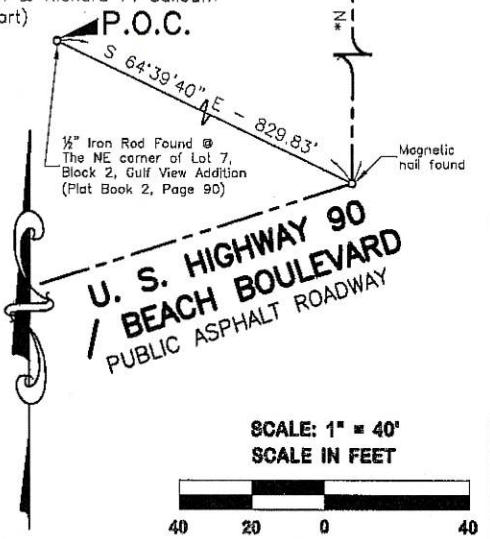 art)
P.O.C.
*N
S 64°39'40" E - 829.83'
½" Iron Rod Found @
The NE corner of Lot 7,
Block 2, Gulf View Addition
(Plat Book 2, Page 90)
Magnetic
nail found
U. S. HIGHWAY 90
/ BEACH BOULEVARD
PUBLIC ASPHALT ROADWAY
SCALE: 1" = 40'
SCALE IN FEET
40 20 0 40